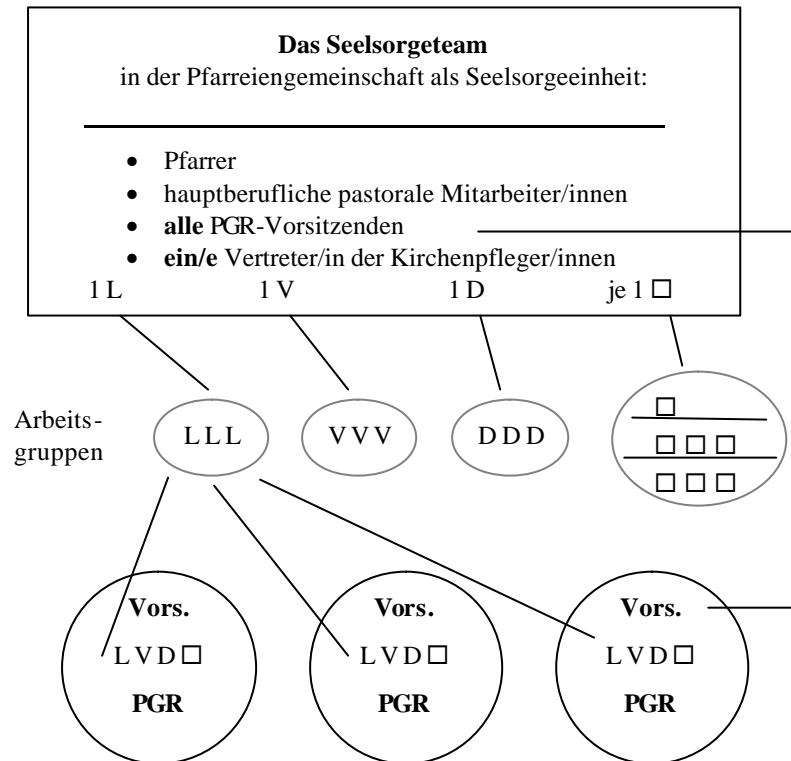 Das Seelsorgeteam
in der Pfarreiengemeinschaft als Seelsorgeeinheit:
• Pfarrer
• hauptberufliche pastorale Mitarbeiter/innen
• alle PGR-Vorsitzenden
• ein/e Vertreter/in der Kirchenpfleger/innen
1 L 1 V 1 D je 1 □
Arbeits-
gruppen
L L L V V V D D D
□
□ □ □
□ □ □
Vors. Vors. Vors.
L V D □ L V D □ L V D □
PGR PGR PGR